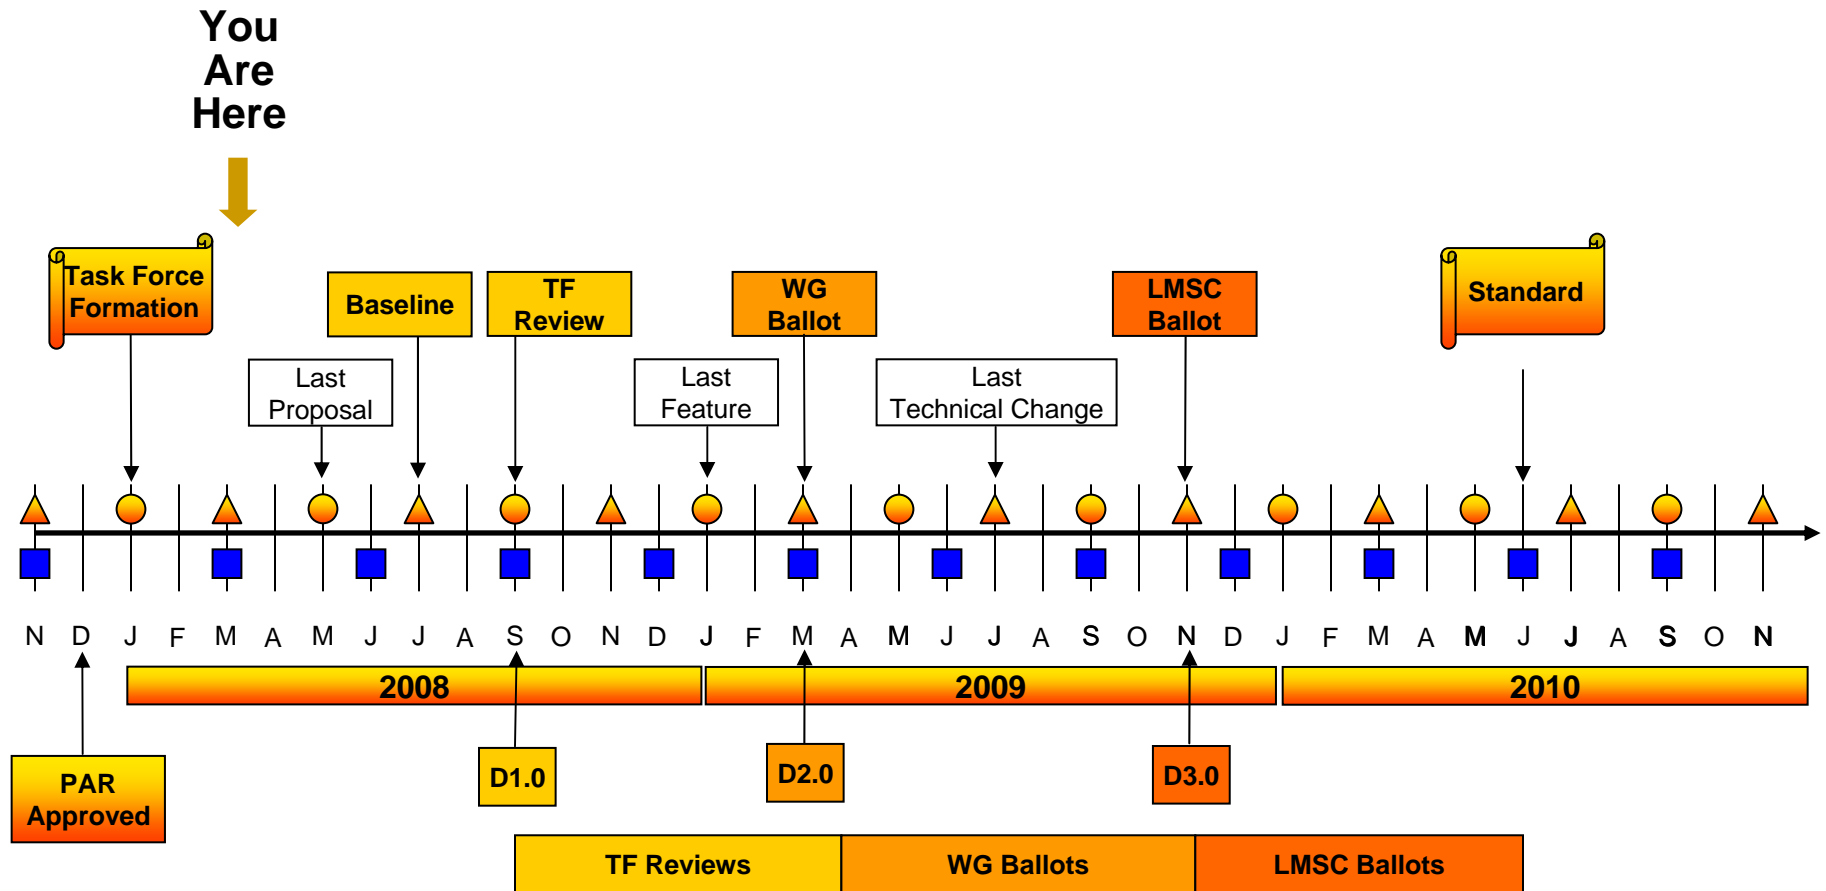 You
Are
Here
Task Force
Formation
Baseline
TF
Review
WG
Ballot
LMSC
Ballot
Standard
Last
Proposal
Last
Feature
Last
Technical Change
N D J F M A M J J A S O N D J F M A M J J A S O N D J F M A M J J A S O N
2008 2009 2010
PAR
Approved
D1.0
D2.0
D3.0
TF Reviews WG Ballots LMSC Ballots